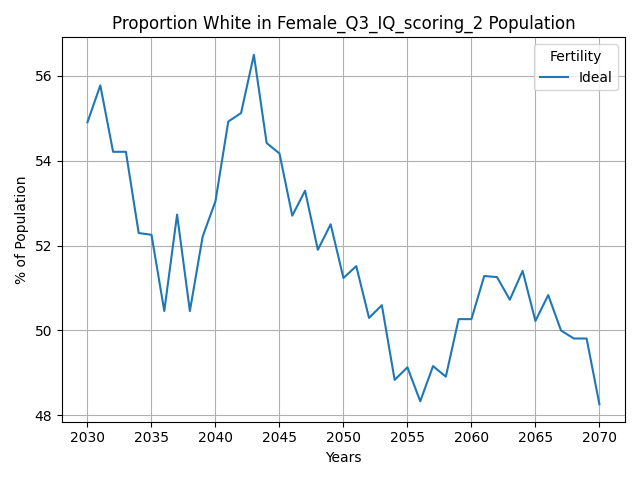 Proportion White in Female_Q3_IQ_scoring_2 Population
Fertility
Ideal
% of Population
56
54
52
50
48
2030 2035 2040 2045 2050 2055 2060 2065 2070
Years